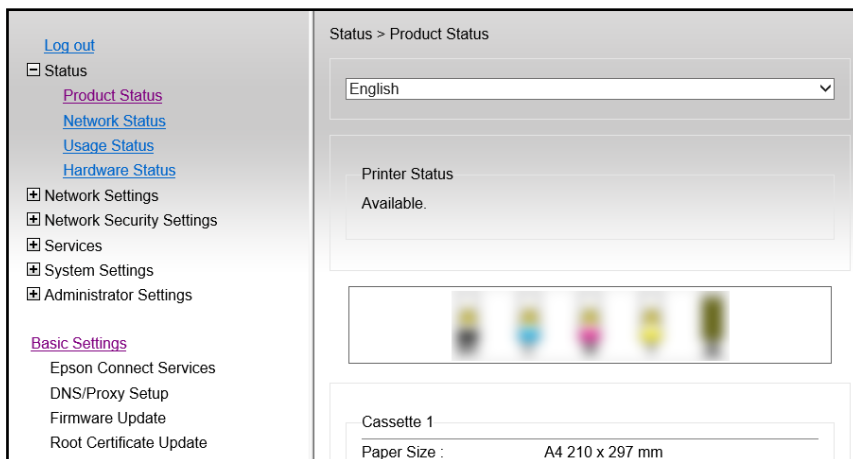 Log out
Status
Product Status
Network Status
Usage Status
Hardware Status
Network Settings
Network Security Settings
Services
System Settings
Administrator Settings
Basic Settings
Epson Connect Services
DNS/Proxy Setup
Firmware Update
Root Certificate Update
Status > Product Status
English
Printer Status
Available.
Cassette 1
Paper Size : A4 210 x 297 mm